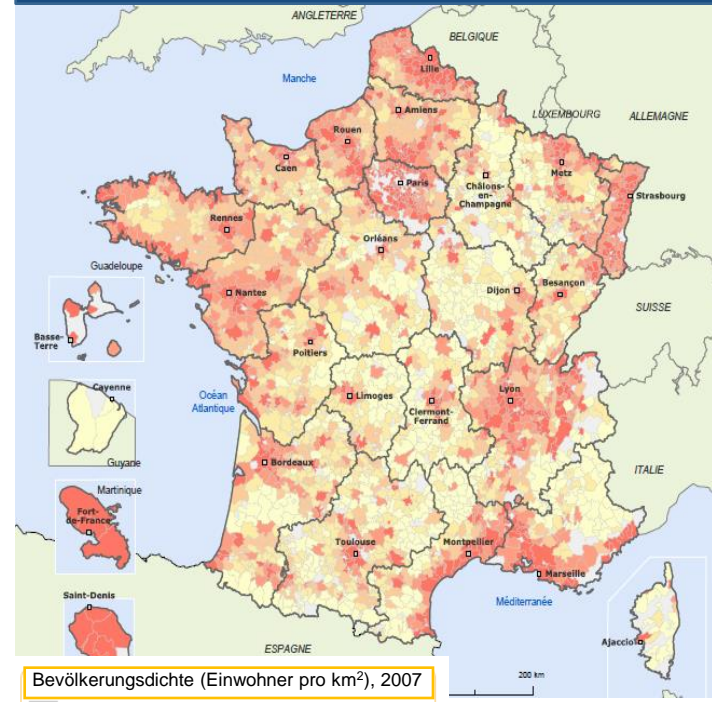 ANGLETERRE
BELGIQUE
Manche
Lille
LUXEMBOURG
ALLEMAGNE
Amiens
Rouen
Caen
Metz
Paris
Châlons-
en-
Champagne
Strasbourg
Rennes
Orléans
Guadeloupe
Nantes
Dijon
Besançon
SUISSE
Basse-
Terre
Poitiers
Cayenne
Océan
Atlantique
Limoges
Lyon
Clermont-
Ferrand
Guyane
Bordeaux
ITALIE
Martinique
Fort-
de-France
Toulouse
Montpellier
Marseille
Saint-Denis
Méditerranée
Ajaccio
ESPAGNE
Bevölkerungsdichte (Einwohner pro km²), 2007
200 km